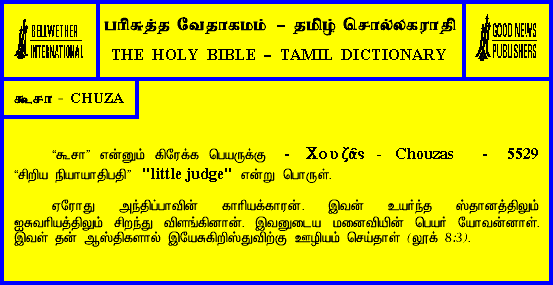 BELLWETHER
INTERNATIONAL
பரிசுத்த வேதாகமம் – தமிழ் சொல்லகராதி
THE HOLY BIBLE – TAMIL DICTIONARY
GOOD NEWS
PUBLISHERS
கூசா - CHUZA
“கூசா” என்னும் கிரேக்க பெயருக்கு - Χουζᾶς - Chouzas - 5529
“சிறிய நியாயாதிபதி” "little judge" என்று பொருள்.
ஏரோது அந்திப்பாவின் காரியக்காரன். இவன் உயர்ந்த ஸ்தானத்திலும்
ஐசுவரியத்திலும் சிறந்து விளங்கினான். இவனுடைய மனைவியின் பெயர் யோவன்னாள்.
இவள் தன் ஆஸ்திகளால் இயேசுகிறிஸ்துவிற்கு ஊழியம் செய்தாள் (லூக் 8:3).